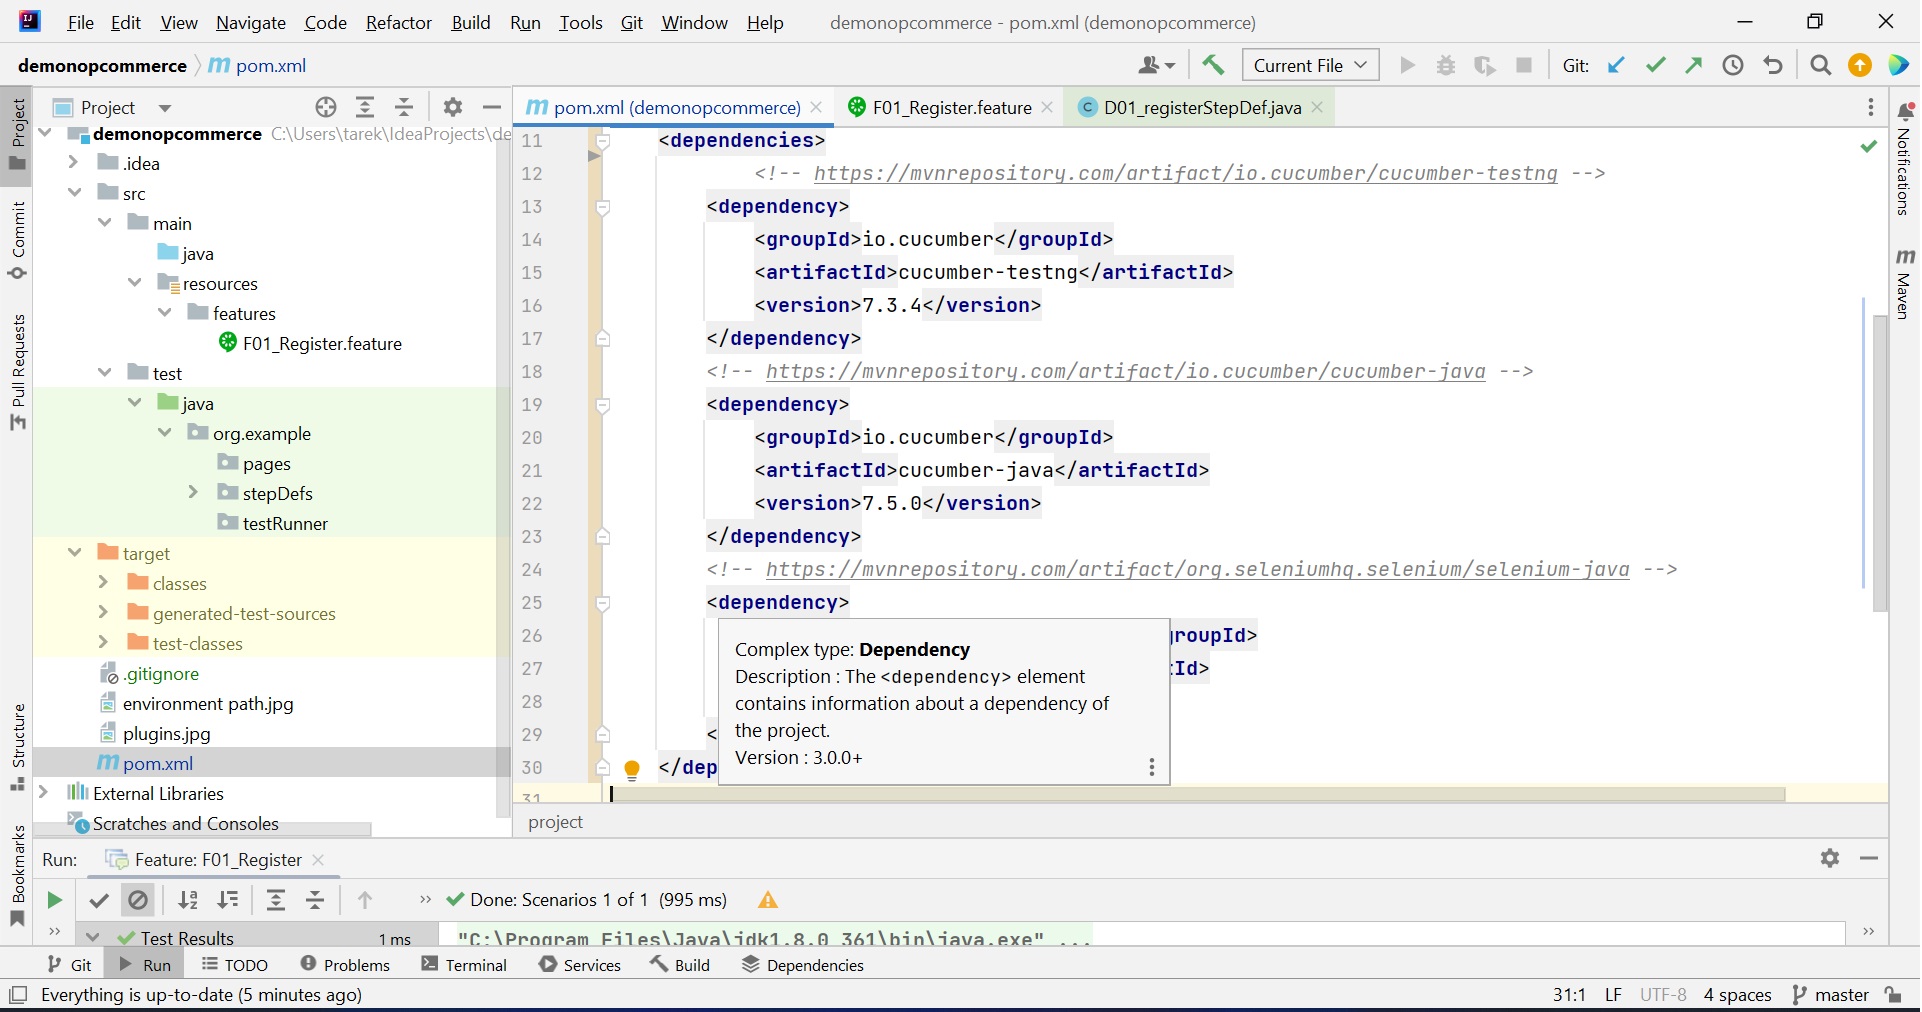 File Edit View Navigate Code Refactor Build Run Tools Git Window Help demonopcommerce - pom.xml (demonopcommerce)
demonopcommerce m pom.xml Current File Git:
Project
pom.xml (demonopcommerce) F01_Register.feature D01_registerStepDef.java
demonopcommerce C:\Users\tarek\IdeaProjects\de
.idea
src
main
java
resources
features
F01_Register.feature
test
java
org.example
pages
stepDefs
testRunner
target
classes
generated-test-sources
test-classes
.gitignore
environment path.jpg
plugins.jpg
pom.xml
External Libraries
Scratches and Consoles
Project
Commit
Pull Requests
Structure
Bookmarks
11 <dependencies>
12 <!-- https://mvnrepository.com/artifact/io.cucumber/cucumber-testng -->
13 <dependency>
14 <groupId>io.cucumber</groupId>
15 <artifactId>cucumber-testng</artifactId>
16 <version>7.3.4</version>
17 </dependency>
18 <!-- https://mvnrepository.com/artifact/io.cucumber/cucumber-java -->
19 <dependency>
20 <groupId>io.cucumber</groupId>
21 <artifactId>cucumber-java</artifactId>
22 <version>7.5.0</version>
23 </dependency>
24 <!-- https://mvnrepository.com/artifact/org.seleniumhq.selenium/selenium-java -->
25 <dependency>
26 groupId>
27 tId>
28
29 <
30 </dep
31
Complex type: Dependency
Description : The <dependency> element
contains information about a dependency of
the project.
Version : 3.0.0+
project
Notifications
Maven
Run: Feature: F01_Register
Done: Scenarios 1 of 1 (995 ms)
Test Results 1 ms "C:\Program Files\Java\jdk1.8.0_361\bin\java.exe" ...
Git Run TODO Problems Terminal Services Build Dependencies
Everything is up-to-date (5 minutes ago) 31:1 LF UTF-8 4 spaces master